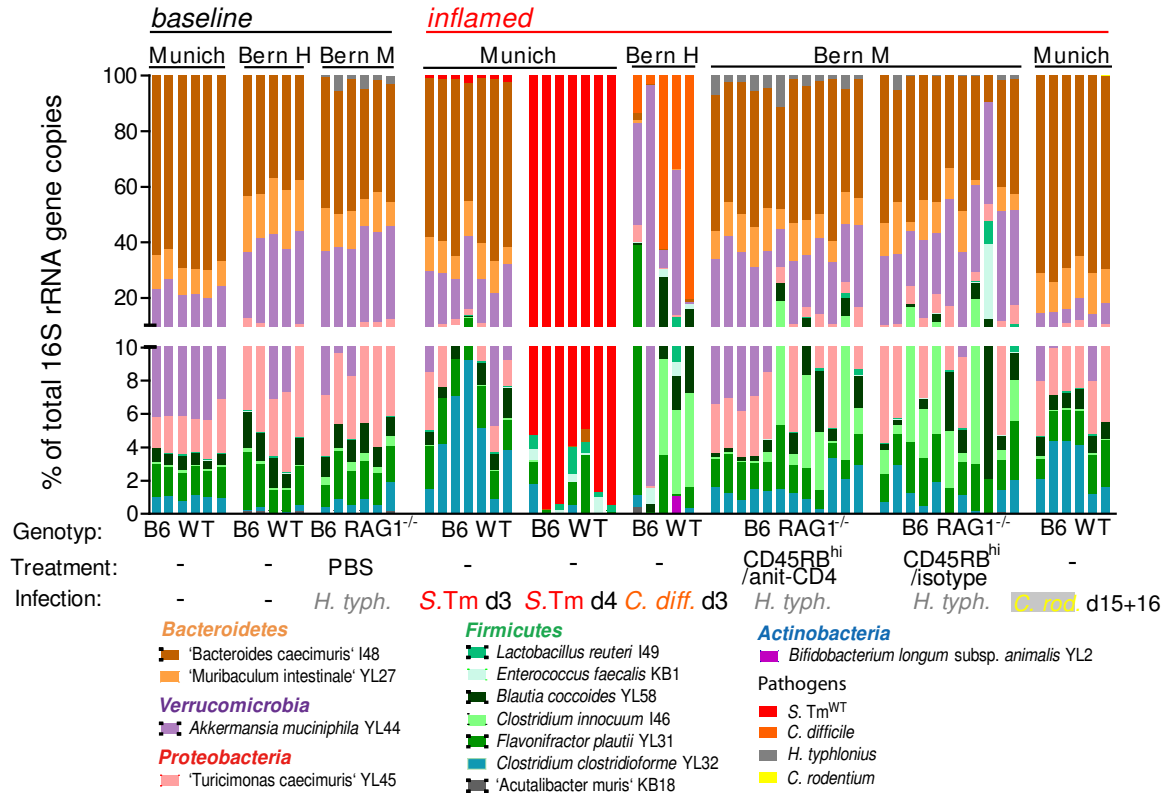 baseline inflamed
Munich Bern H Bern M Munich Bern H Bern M Munich
% of total 16S rRNA gene copies
100
80
60
40
20
10
8
6
4
2
0
Genotyp: B6 WT B6 WT B6 RAG1-/- B6 WT B6 WT B6 WT B6 RAG1-/- B6 RAG1-/- B6 WT
Treatment: - - PBS - - - CD45RBhi /anit-CD4 CD45RBhi /isotype -
Infection: - - H. typh. S.Tm d3 S.Tm d4 C. diff. d3 H. typh. H. typh. C. rod. d15+16
Bacteroidetes
'Bacteroides caecimuris' I48
'Muribaculum intestinale' YL27
Verrucomicrobia
Akkermansia muciniphila YL44
Proteobacteria
'Turicimonas caecimuris' YL45
Firmicutes
Lactobacillus reuteri I49
Enterococcus faecalis KB1
Blautia coccoides YL58
Clostridium innocuum I46
Flavonifractor plautii YL31
Clostridium clostridioforme YL32
'Acutalibacter muris' KB18
Actinobacteria
Bifidobacterium longum subsp. animalis YL2
Pathogens
S. TmWT
C. difficile
H. typhlonius
C. rodentium